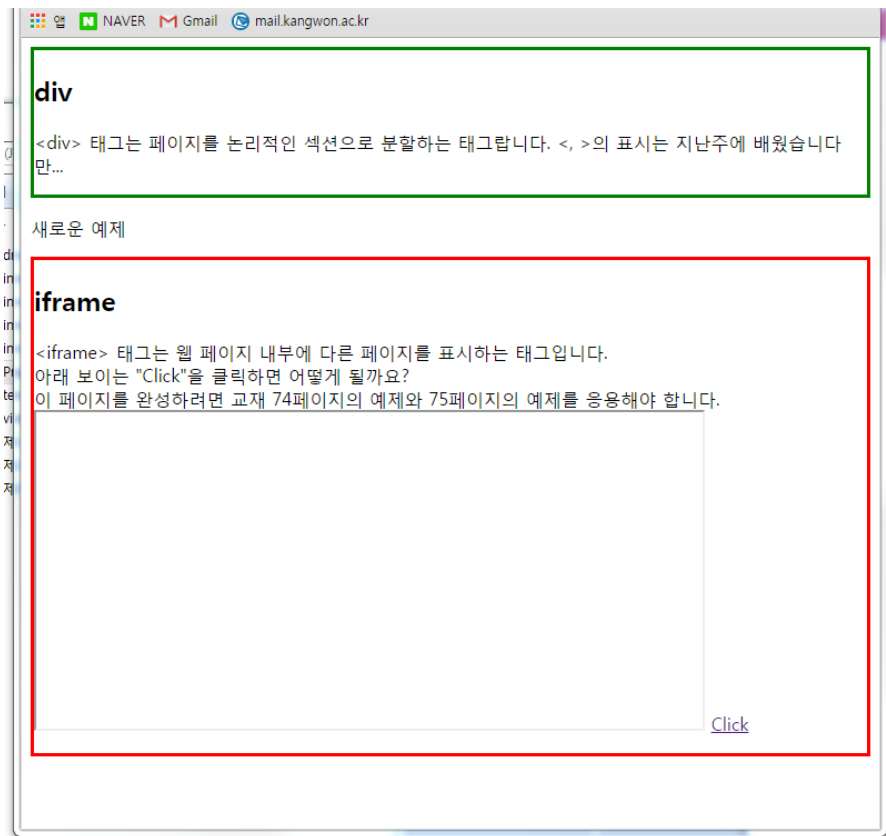 앱 NAVER Gmail mail.kangwon.ac.kr
div
<div> 태그는 페이지를 논리적인 섹션으로 분할하는 태그랍니다. <, >의 표시는 지난주에 배웠습니다
만...
새로운 예제
iframe
<iframe> 태그는 웹 페이지 내부에 다른 페이지를 표시하는 태그입니다.
아래 보이는 "Click"을 클릭하면 어떻게 될까요?
이 페이지를 완성하려면 교재 74페이지의 예제와 75페이지의 예제를 응용해야 합니다.
Click